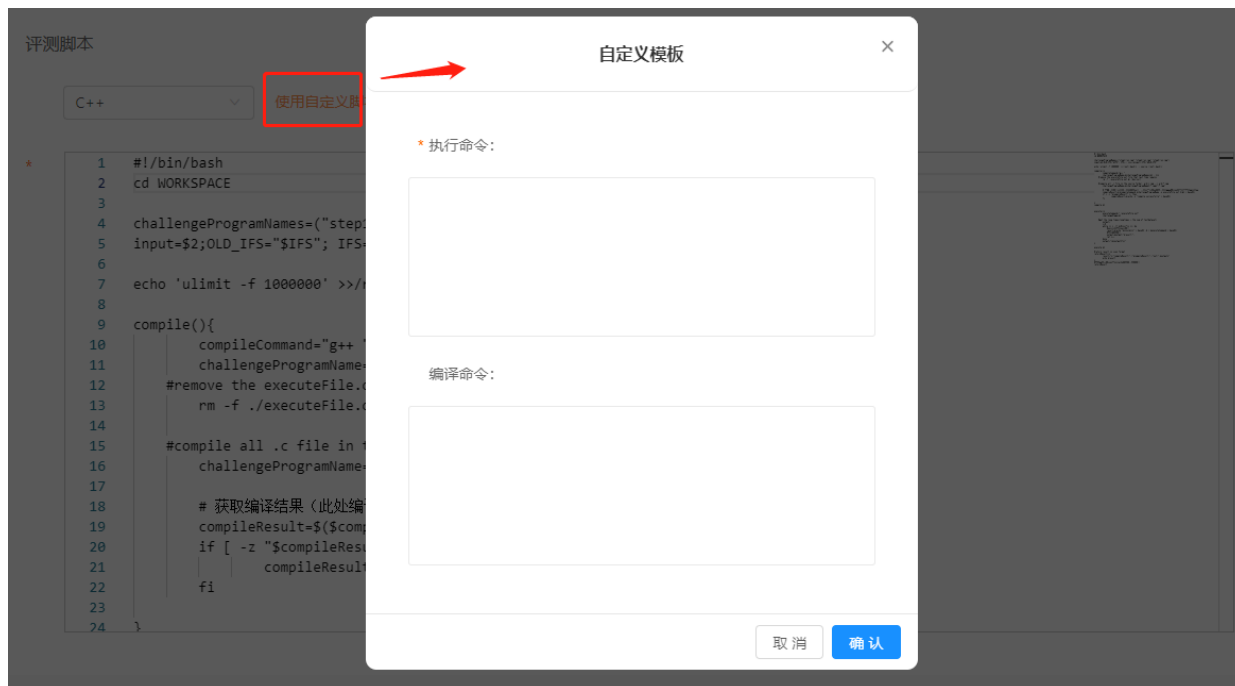 评测脚本
自定义模板
C++
使用自定义脚
* 执行命令：
*
1 #!/bin/bash
2 cd WORKSPACE
3
4 challengeProgramNames=("step
5 input=$2;OLD_IFS="$IFS"; IFS=
6
7 echo 'ulimit -f 1000000' >>/
8
9 compile(){
10 compileCommand="g++
11 challengeProgramName=
12 #remove the executeFile.
13 rm -f ./executeFile.
14
15 #compile all .c file in
16 challengeProgramName=
17
18 # 获取编译结果（此处编
19 compileResult=$($com
20 if [ -z "$compileResu
21 compileResult
22 fi
23
24 }
编译命令：
取 消
确 认